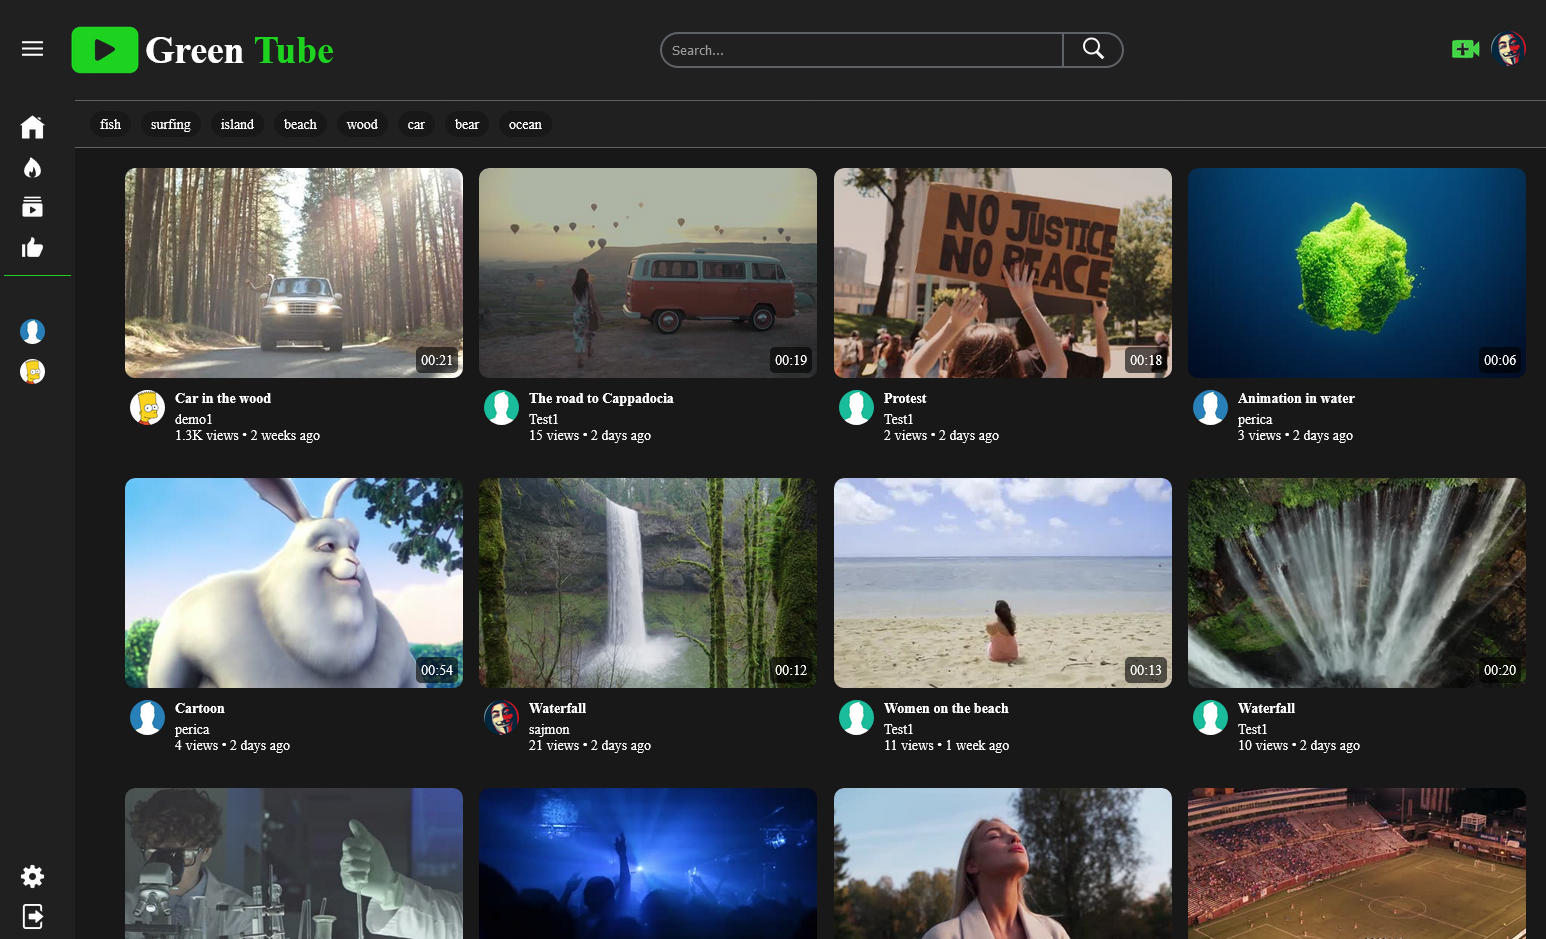 Green Tube
Search...
fish surfing island beach wood car bear ocean
NO JUSTICE
NO PEACE
00:21
00:19
00:18
00:06
Car in the wood
demo1
1.3K views • 2 weeks ago
The road to Cappadocia
Test1
15 views • 2 days ago
Protest
Test1
2 views • 2 days ago
Animation in water
perica
3 views • 2 days ago
00:54
00:12
00:13
00:20
Cartoon
perica
4 views • 2 days ago
Waterfall
sajmon
21 views • 2 days ago
Women on the beach
Test1
11 views • 1 week ago
Waterfall
Test1
10 views • 2 days ago